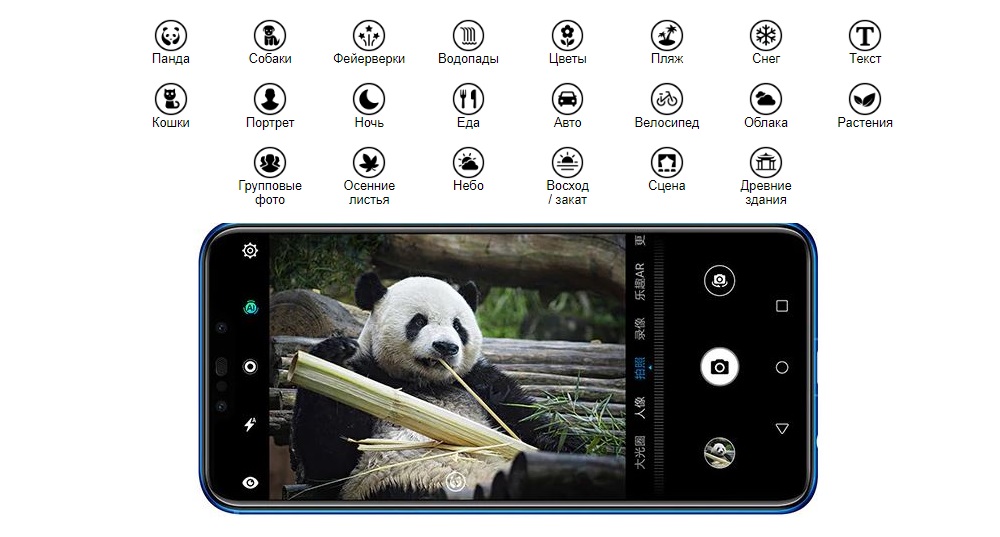 Панда Собаки Фейерверки Водопады Цветы Пляж Снег Текст
Кошки Портрет Ночь Еда Авто Велосипед Облака Растения
Групповые фото
Осенние листья
Небо
Восход / закат
Сцена
Древние здания
AI
更
乐趣AR
录像
拍照
人像
大光圈